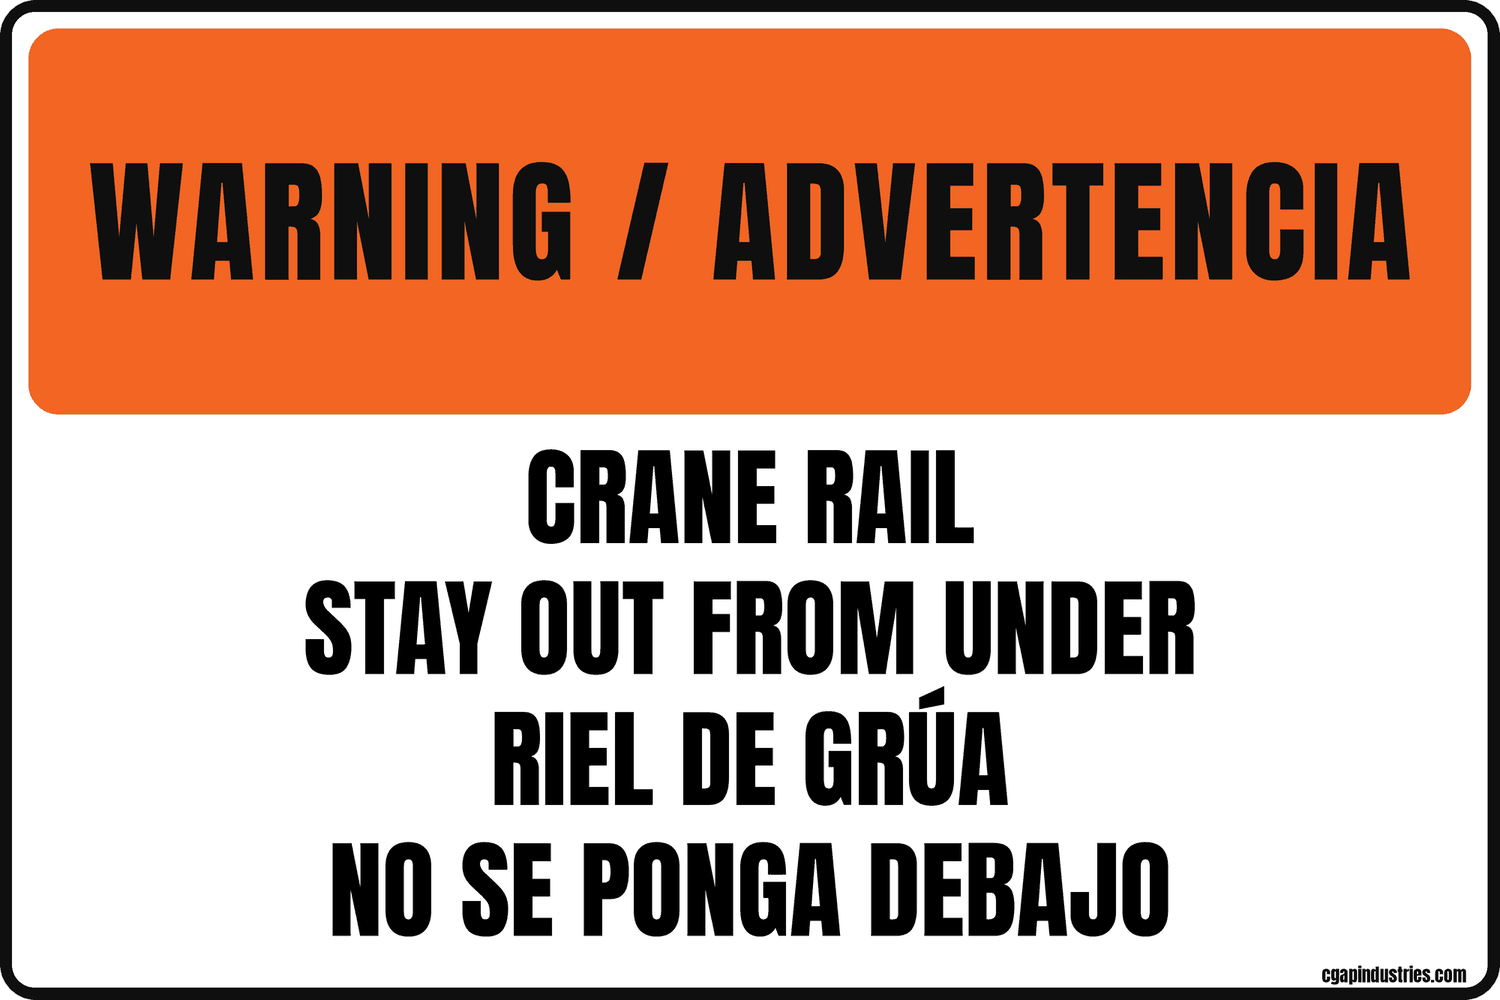 WARNING / ADVERTENCIA
CRANE RAIL
STAY OUT FROM UNDER
RIEL DE GRÚA
NO SE PONGA DEBAJO
cgapindustries.com